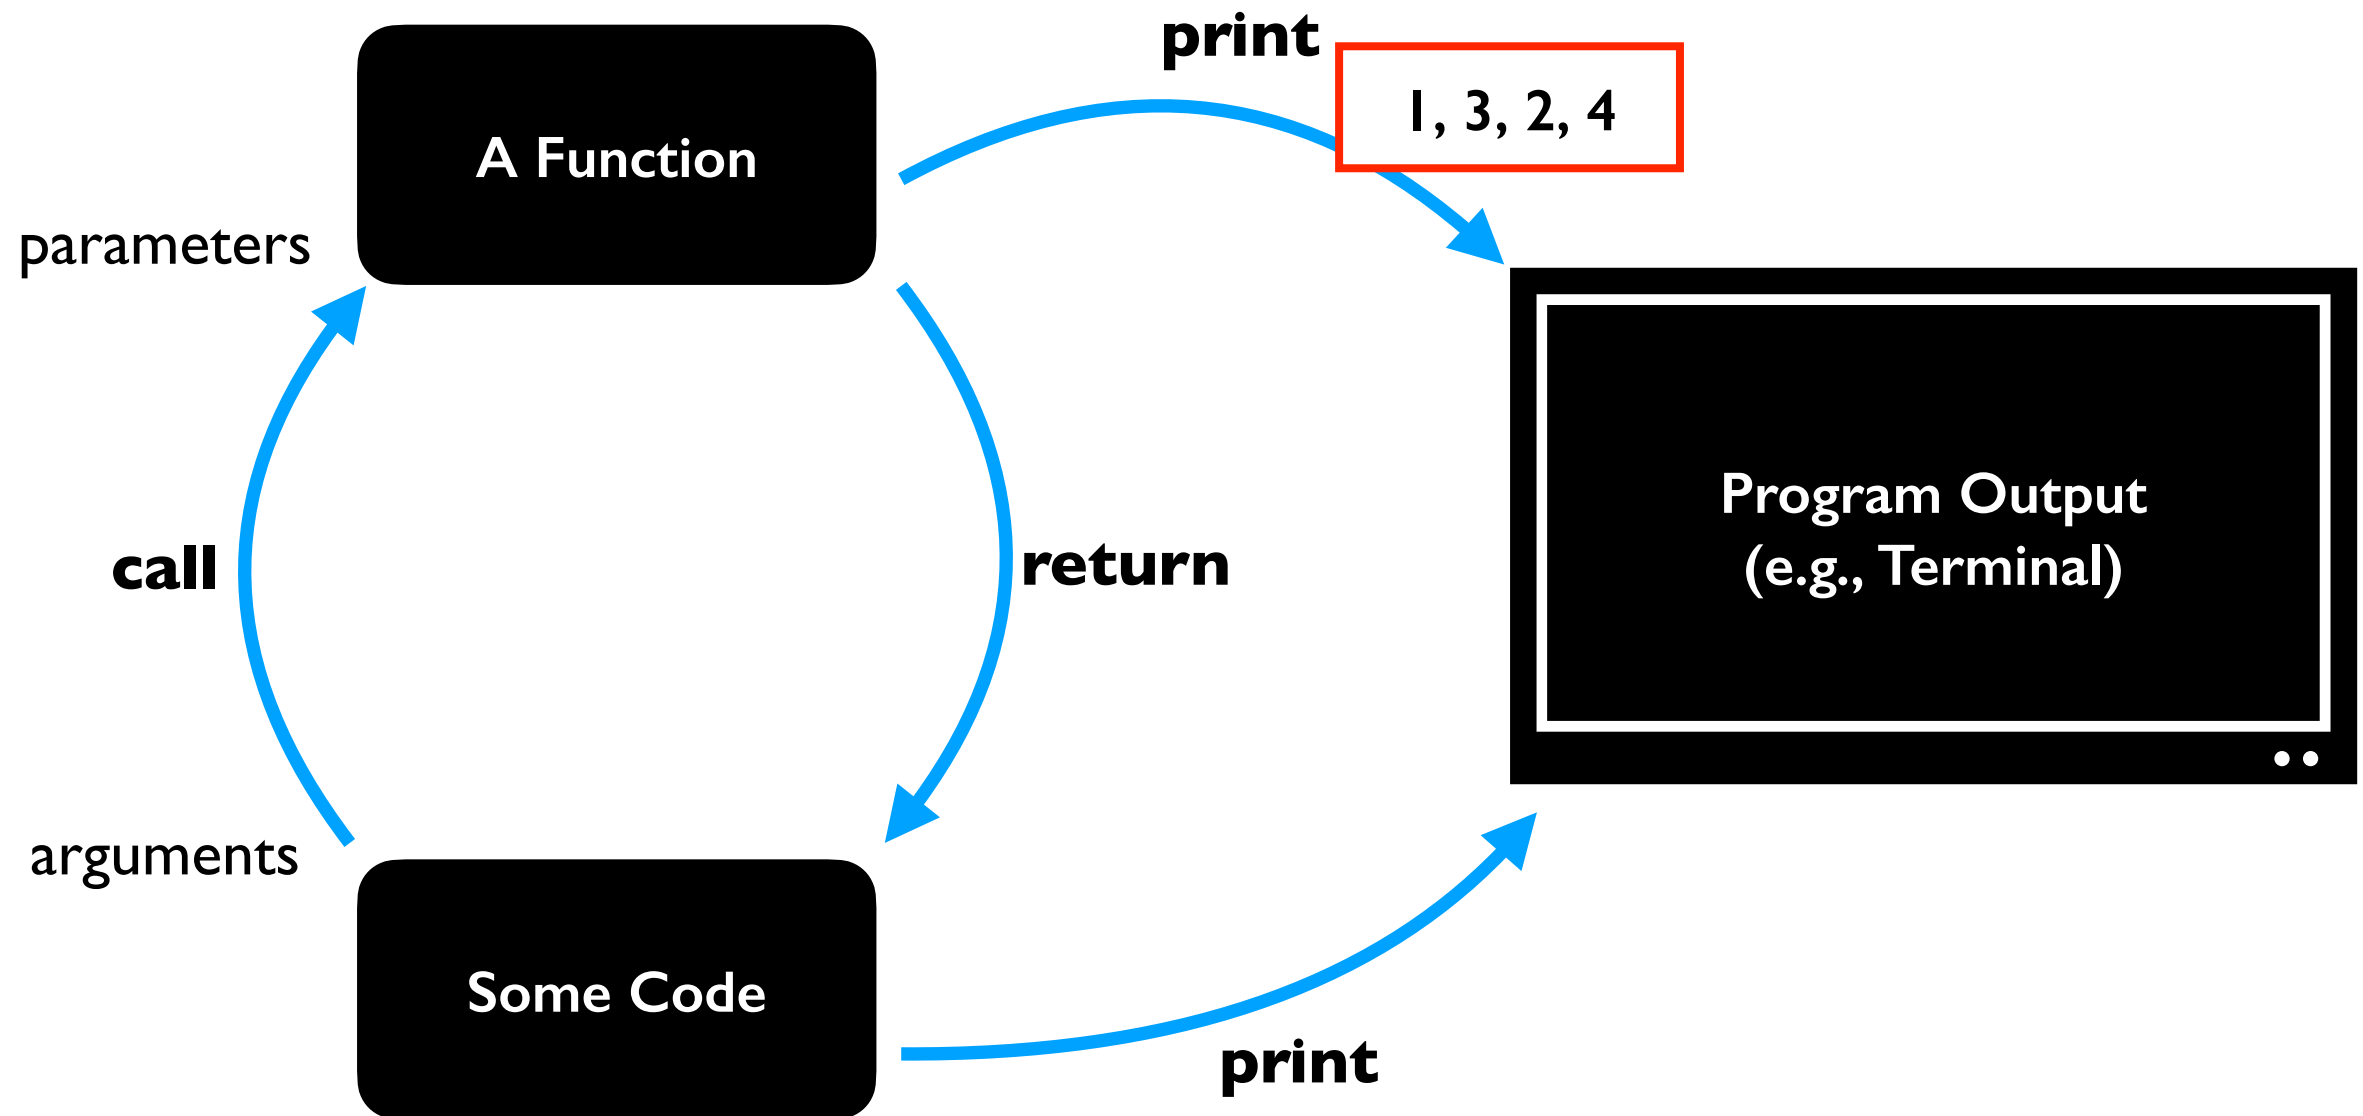 print
1, 3, 2, 4
A Function
parameters
call
return
Program Output
(e.g., Terminal)
arguments
Some Code
print